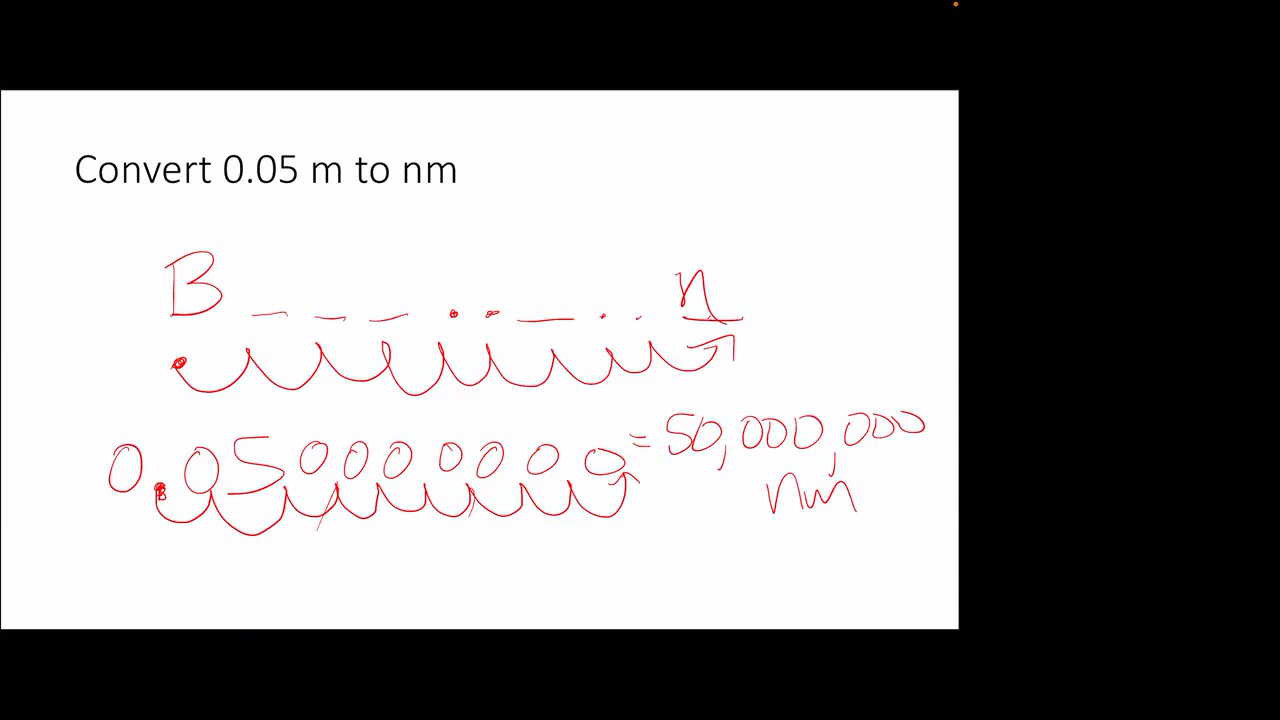 Convert 0.05 m to nm
B _ _ _ . . _ . . n
0.050000000 = 50,000,000
nm